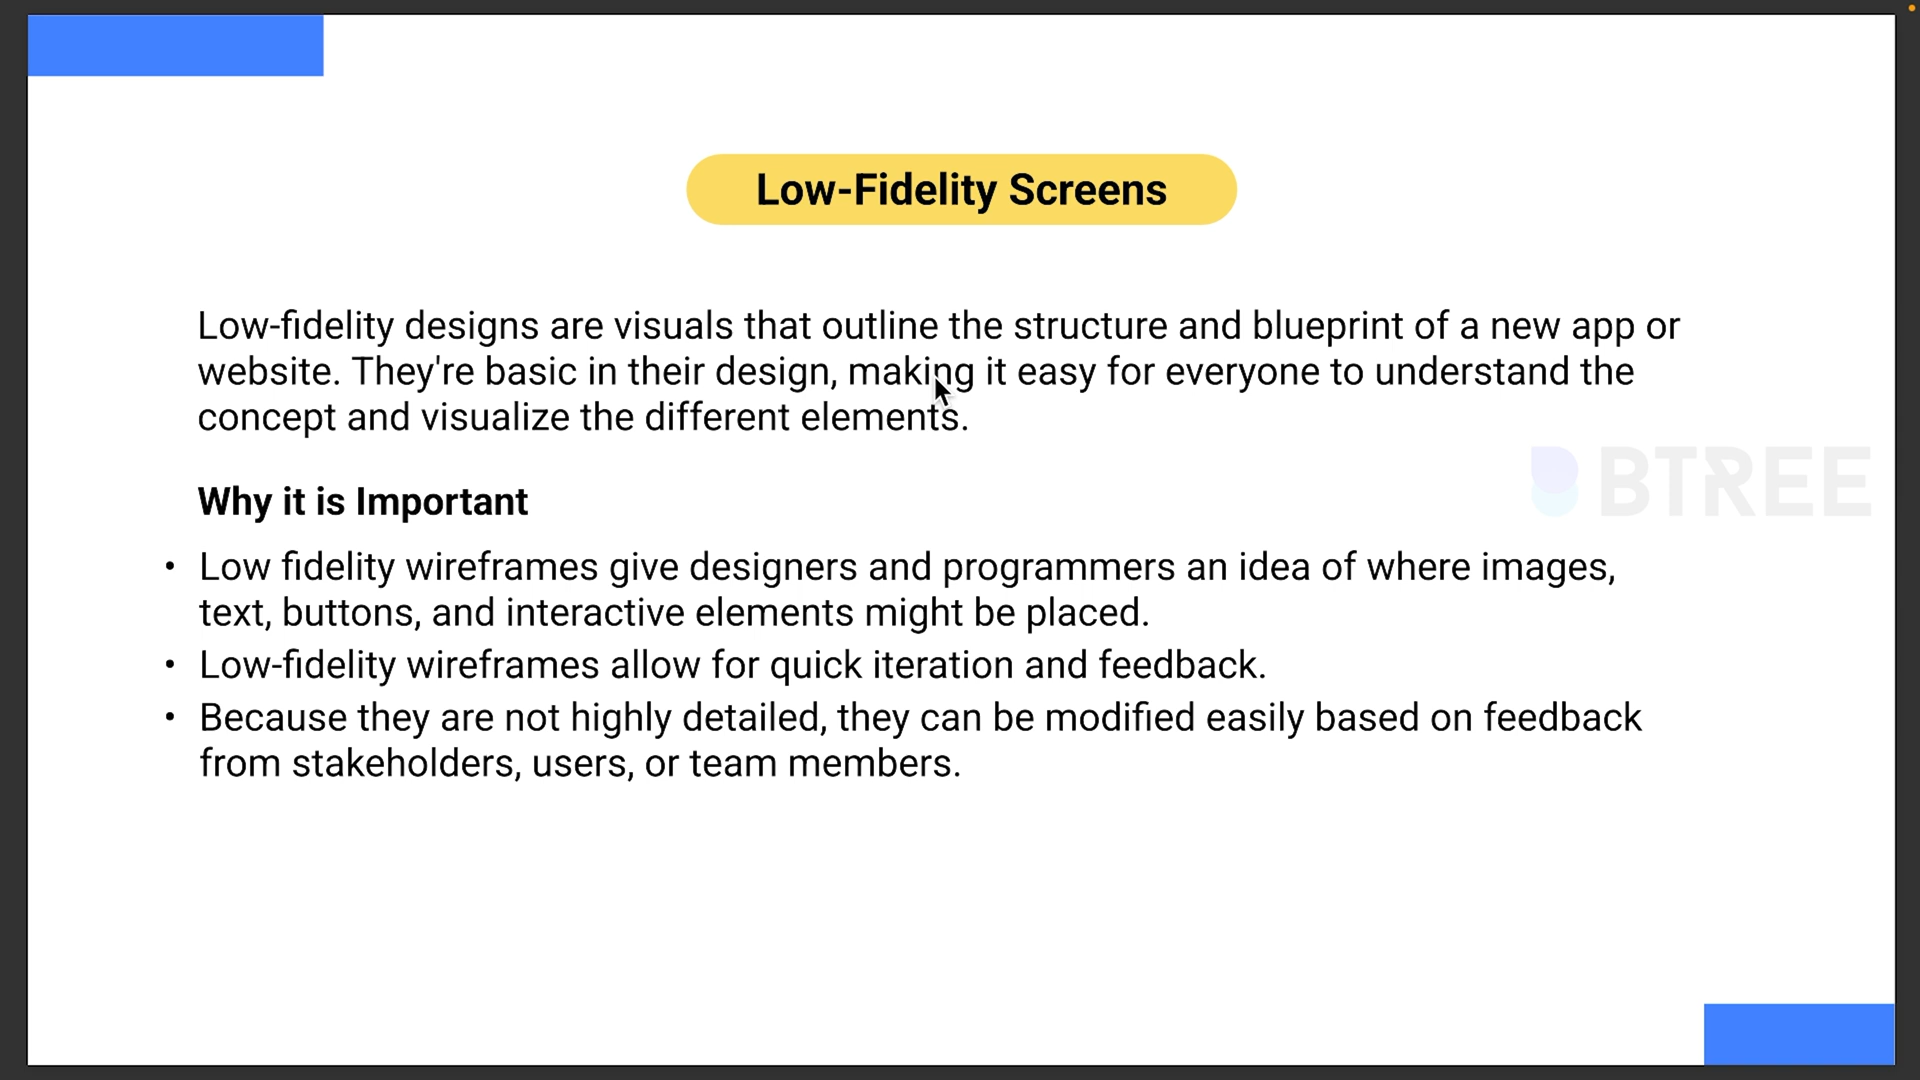 Low-Fidelity Screens
Low-fidelity designs are visuals that outline the structure and blueprint of a new app or
website. They're basic in their design, making it easy for everyone to understand the
concept and visualize the different elements.
BTREE
Why it is Important
• Low fidelity wireframes give designers and programmers an idea of where images,
text, buttons, and interactive elements might be placed.
• Low-fidelity wireframes allow for quick iteration and feedback.
• Because they are not highly detailed, they can be modified easily based on feedback
from stakeholders, users, or team members.